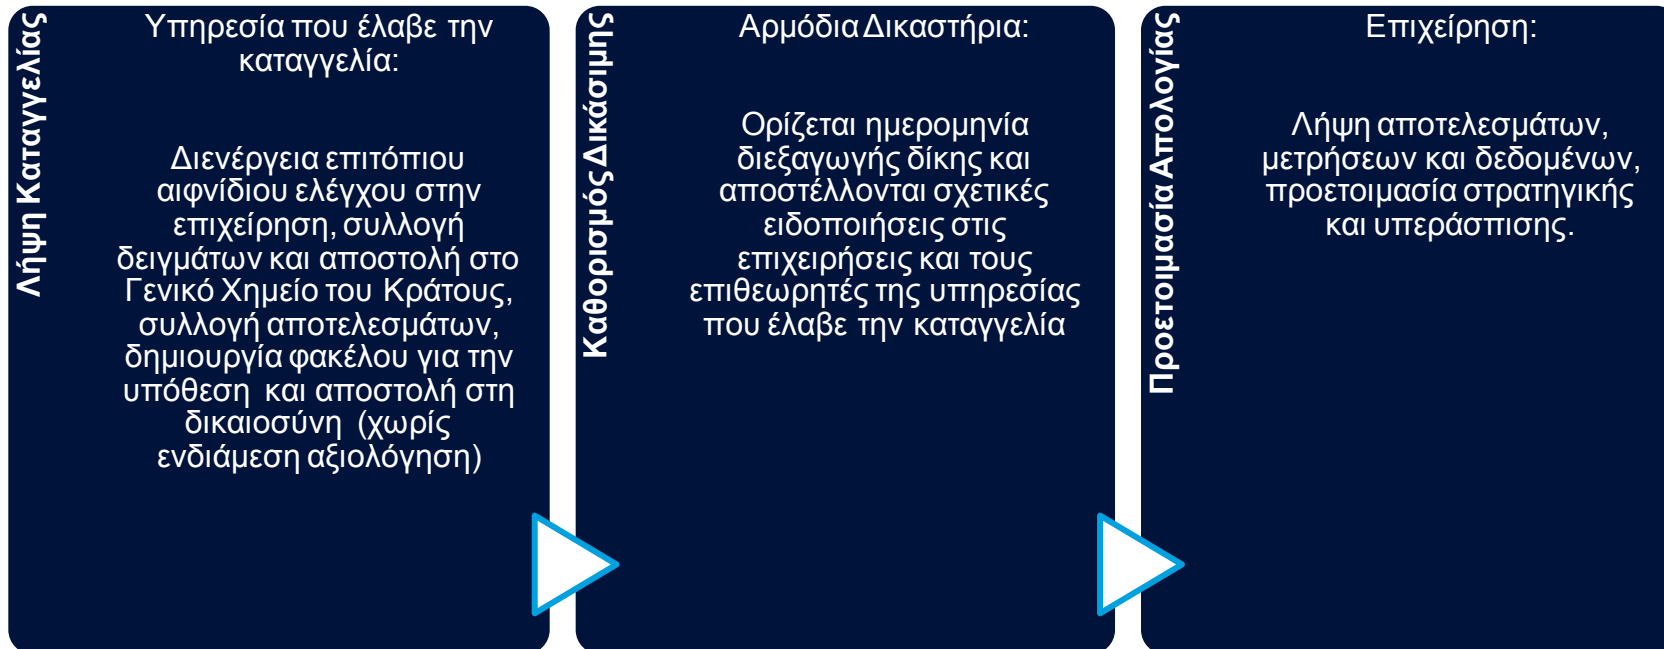 Λήψη Καταγγελίας
Υπηρεσία που έλαβε την
καταγγελία:
Διενέργεια επιτόπιου
αιφνίδιου ελέγχου στην
επιχείρηση, συλλογή
δειγμάτων και αποστολή στο
Γενικό Χημείο του Κράτους,
συλλογή αποτελεσμάτων,
δημιουργία φακέλου για την
υπόθεση και αποστολή στη
δικαιοσύνη (χωρίς
ενδιάμεση αξιολόγηση)
Καθορισμός Δικάσιμης
Αρμόδια Δικαστήρια:
Ορίζεται ημερομηνία
διεξαγωγής δίκης και
αποστέλλονται σχετικές
ειδοποιήσεις στις
επιχειρήσεις και τους
επιθεωρητές της υπηρεσίας
που έλαβε την καταγγελία
Προετοιμασία Απολογίας
Επιχείρηση:
Λήψη αποτελεσμάτων,
μετρήσεων και δεδομένων,
προετοιμασία στρατηγικής
και υπεράσπισης.